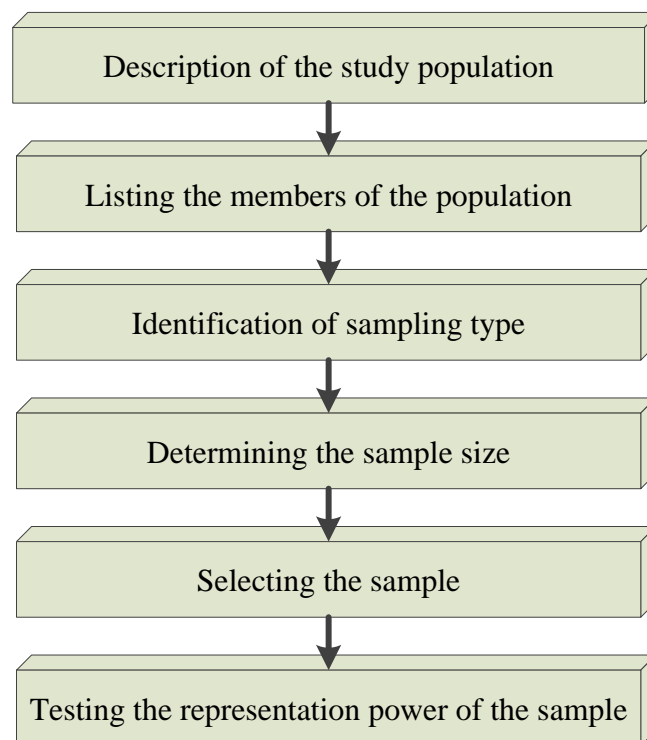 Description of the study population
Listing the members of the population
Identification of sampling type
Determining the sample size
Selecting the sample
Testing the representation power of the sample